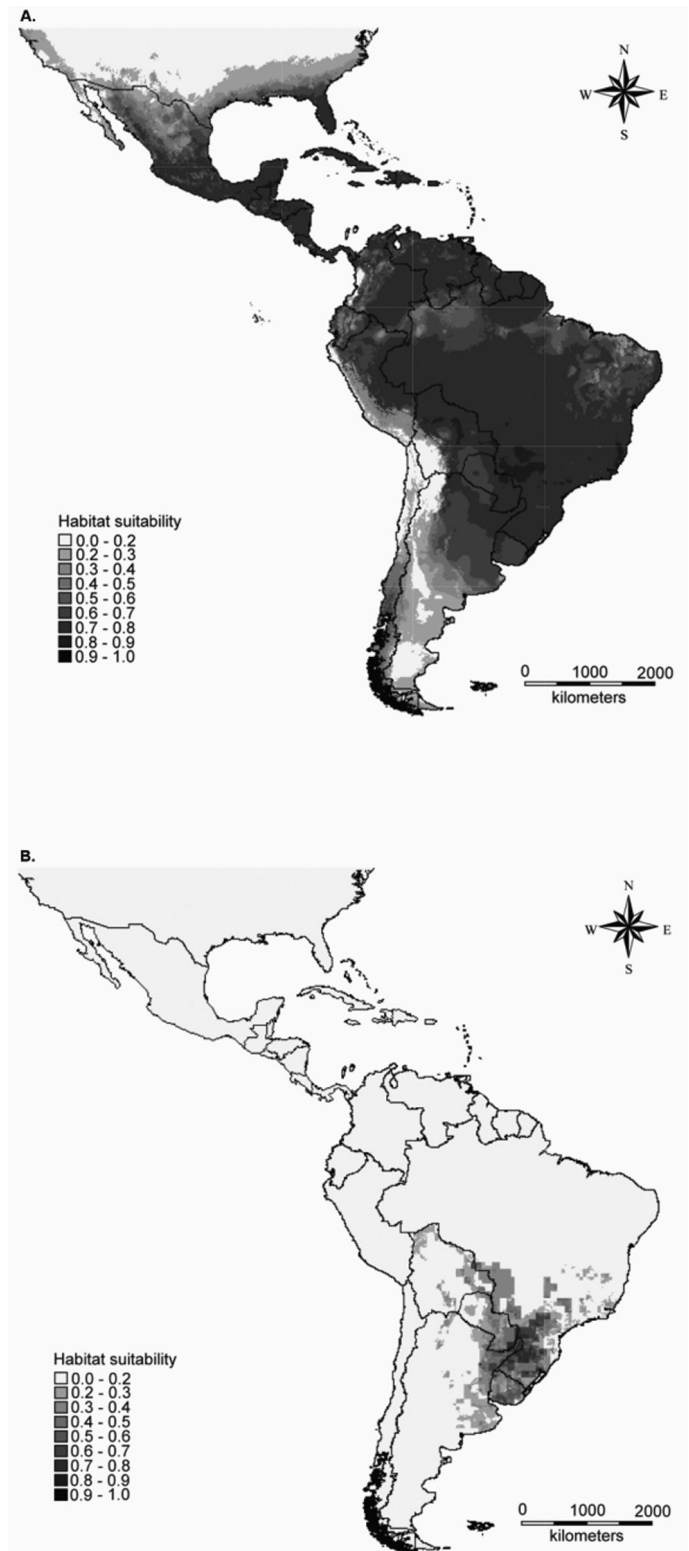 A.
N
W E
S
Habitat suitability
0.0 - 0.2
0.2 - 0.3
0.3 - 0.4
0.4 - 0.5
0.5 - 0.6
0.6 - 0.7
0.7 - 0.8
0.8 - 0.9
0.9 - 1.0
0 1000 2000
kilometers
B.
N
W E
S
Habitat suitability
0.0 - 0.2
0.2 - 0.3
0.3 - 0.4
0.4 - 0.5
0.5 - 0.6
0.6 - 0.7
0.7 - 0.8
0.8 - 0.9
0.9 - 1.0
0 1000 2000
kilometers